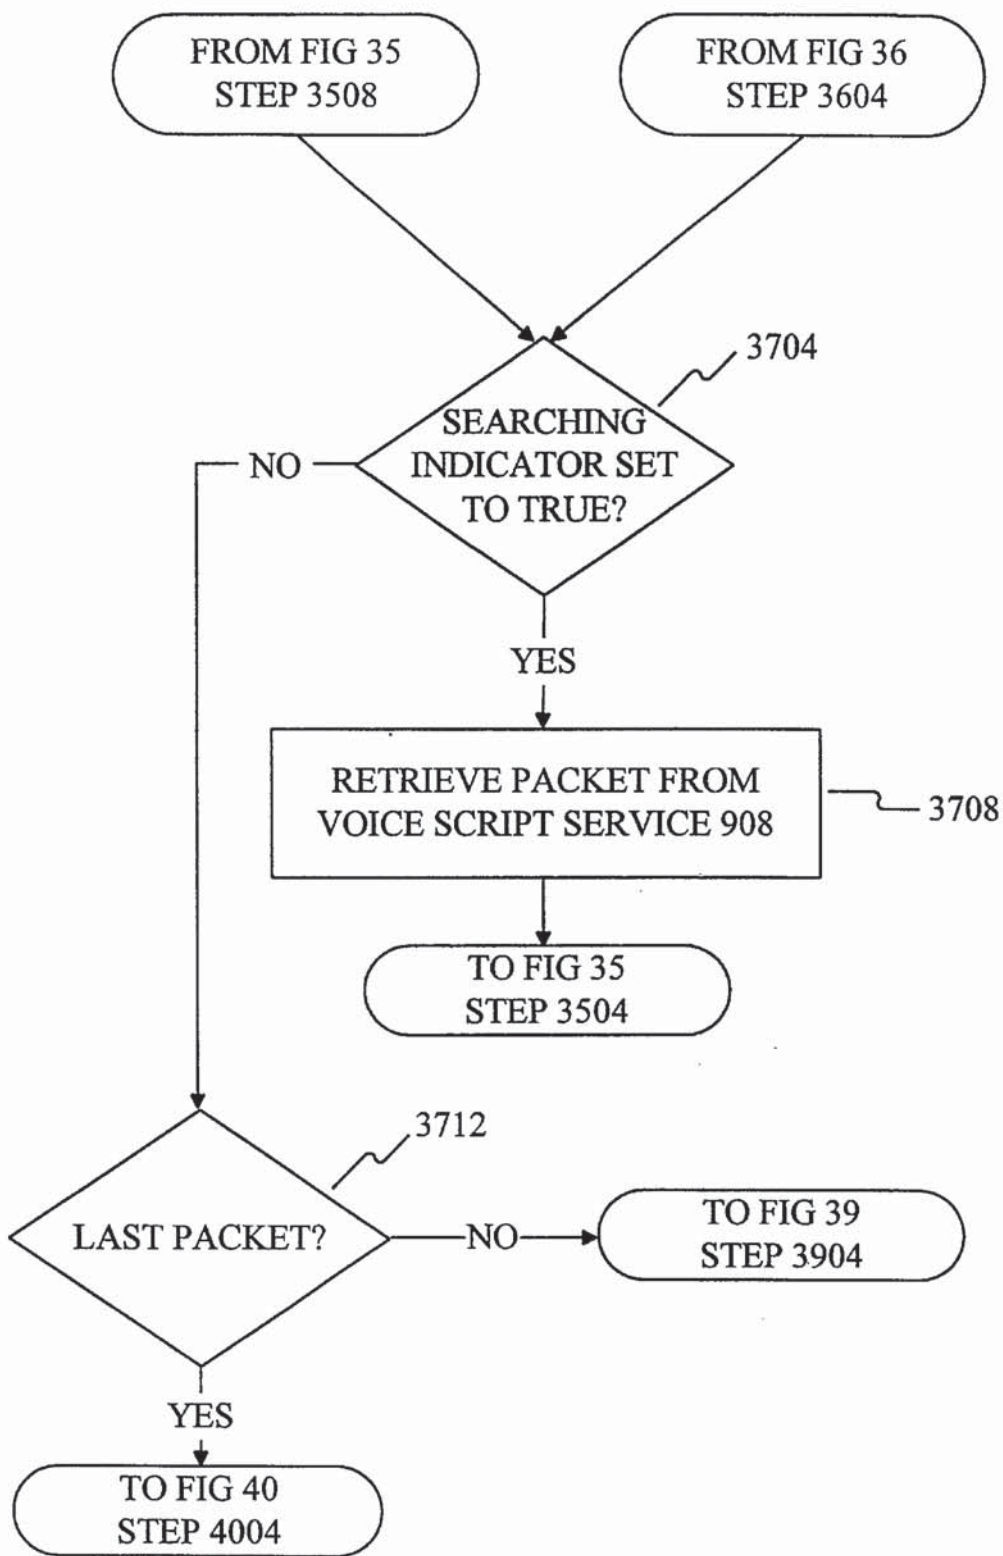 FROM FIG 35
STEP 3508
FROM FIG 36
STEP 3604
3704
SEARCHING
INDICATOR SET
TO TRUE?
NO
YES
RETRIEVE PACKET FROM
VOICE SCRIPT SERVICE 908
3708
TO FIG 35
STEP 3504
3712
LAST PACKET?
NO
TO FIG 39
STEP 3904
YES
TO FIG 40
STEP 4004